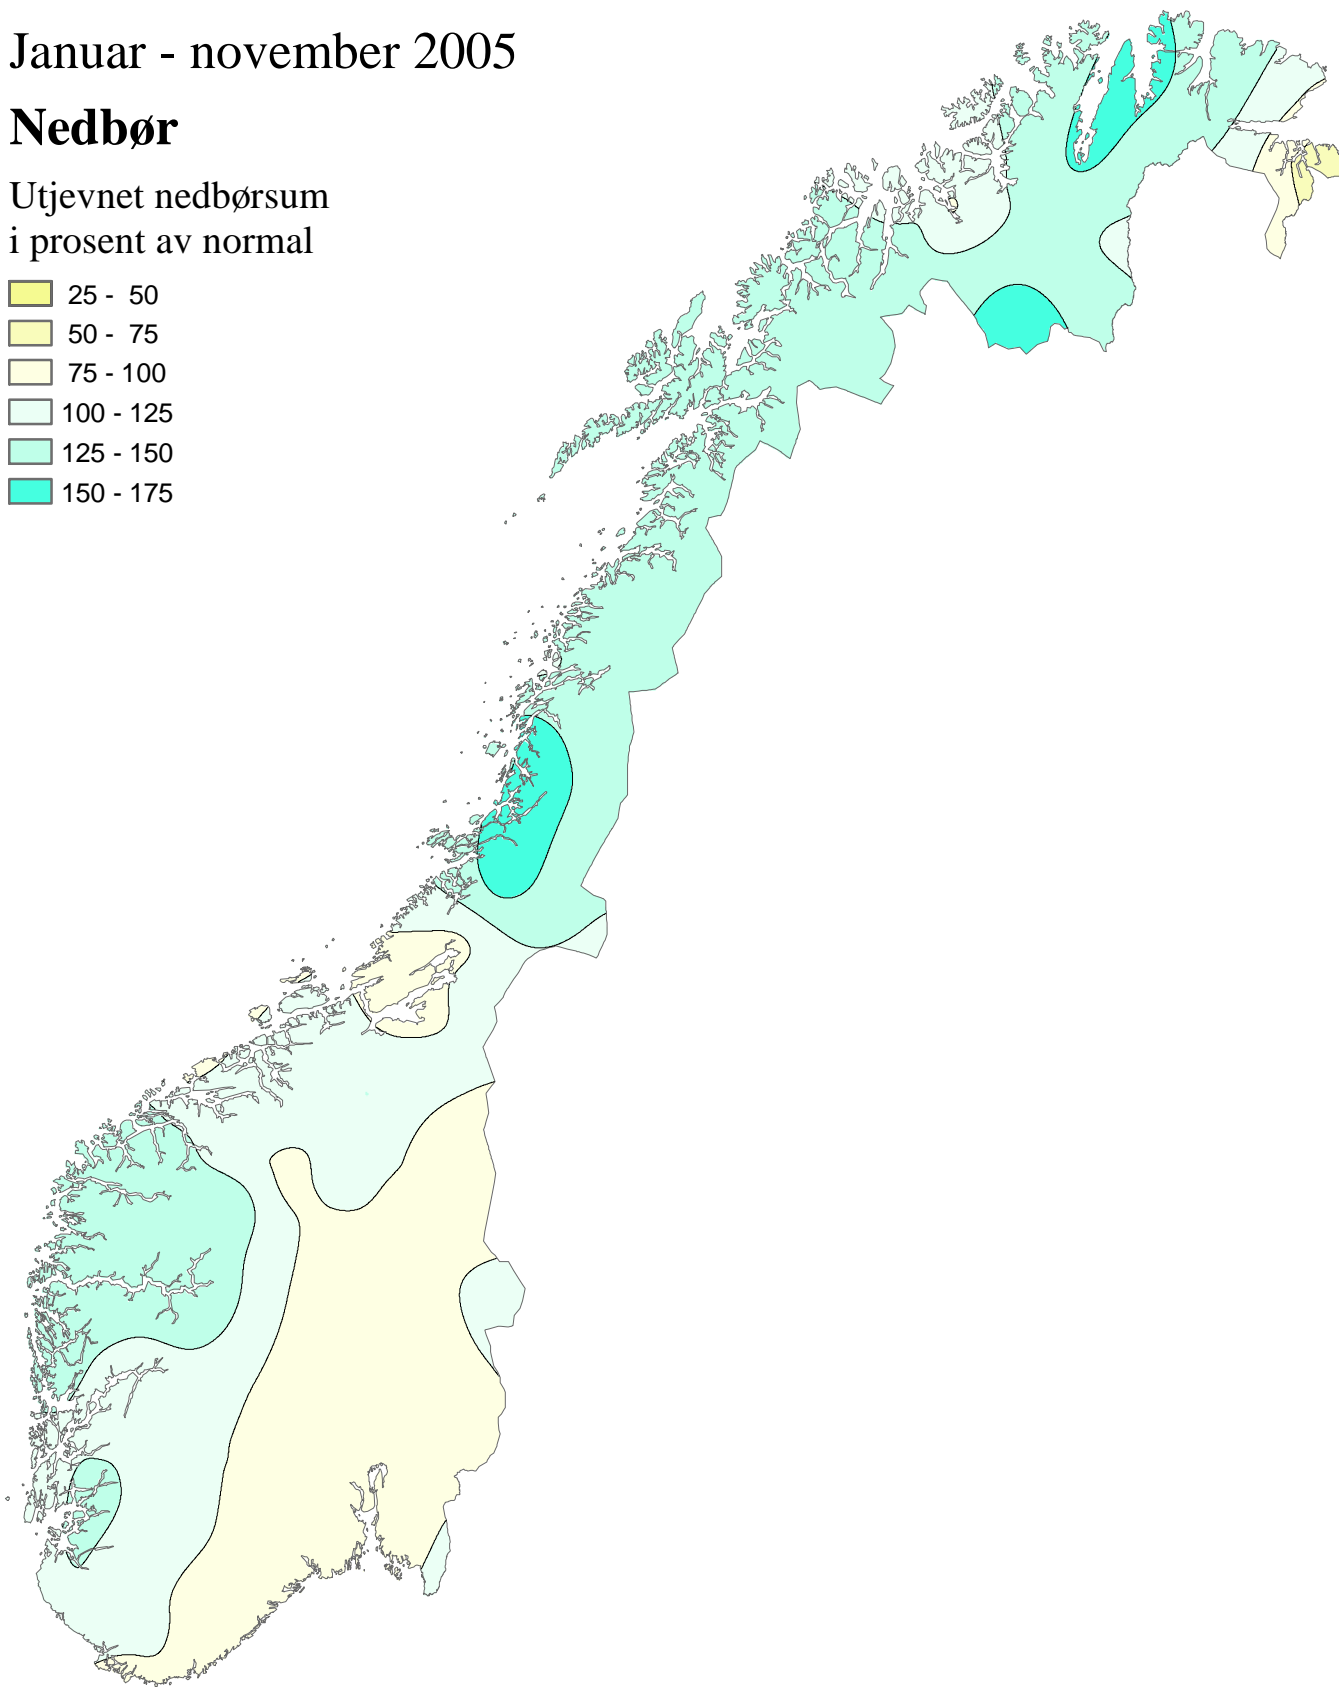 Januar - november 2005
Nedbør
Utjevnet nedbørsum
i prosent av normal
25 - 50
50 - 75
75 - 100
100 - 125
125 - 150
150 - 175